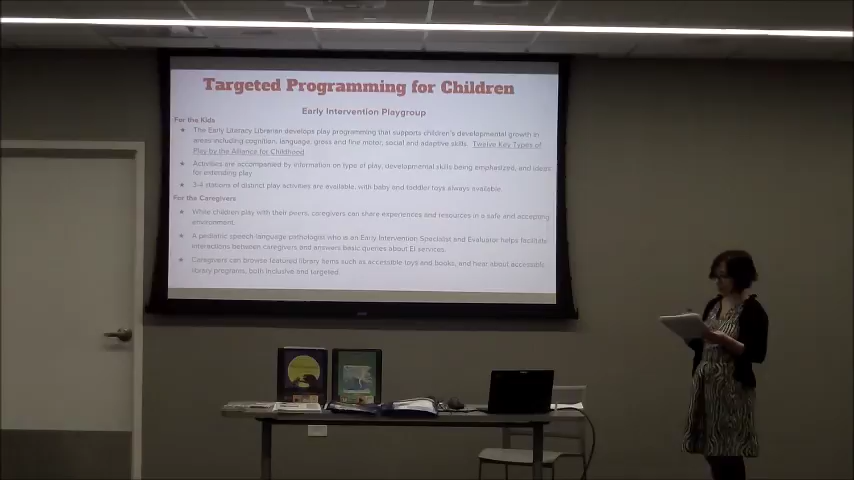 Targeted Programming for Children
Early Intervention Playgroup
For the Kids
The Early Literacy Librarian develops play programming that supports children's developmental growth in
areas including cognition, language, gross and fine motor, social and adaptive skills. Twelve Key Types of
Play by the Alliance for Childhood
Activities are accompanied by information on type of play, developmental skills being emphasized, and ideas
for extending play
3-4 stations of distinct play activities are available, with baby and toddler toys always available.
For the Caregivers
While children play with their peers, caregivers can share experiences and resources in a safe and accepting
environment.
A pediatric speech-language pathologist who is an Early Intervention Specialist and Evaluator helps facilitate
interactions between caregivers and answers basic queries about EI services.
Caregivers can browse featured library items such as accessible toys and books, and hear about accessible
library programs, both inclusive and targeted.